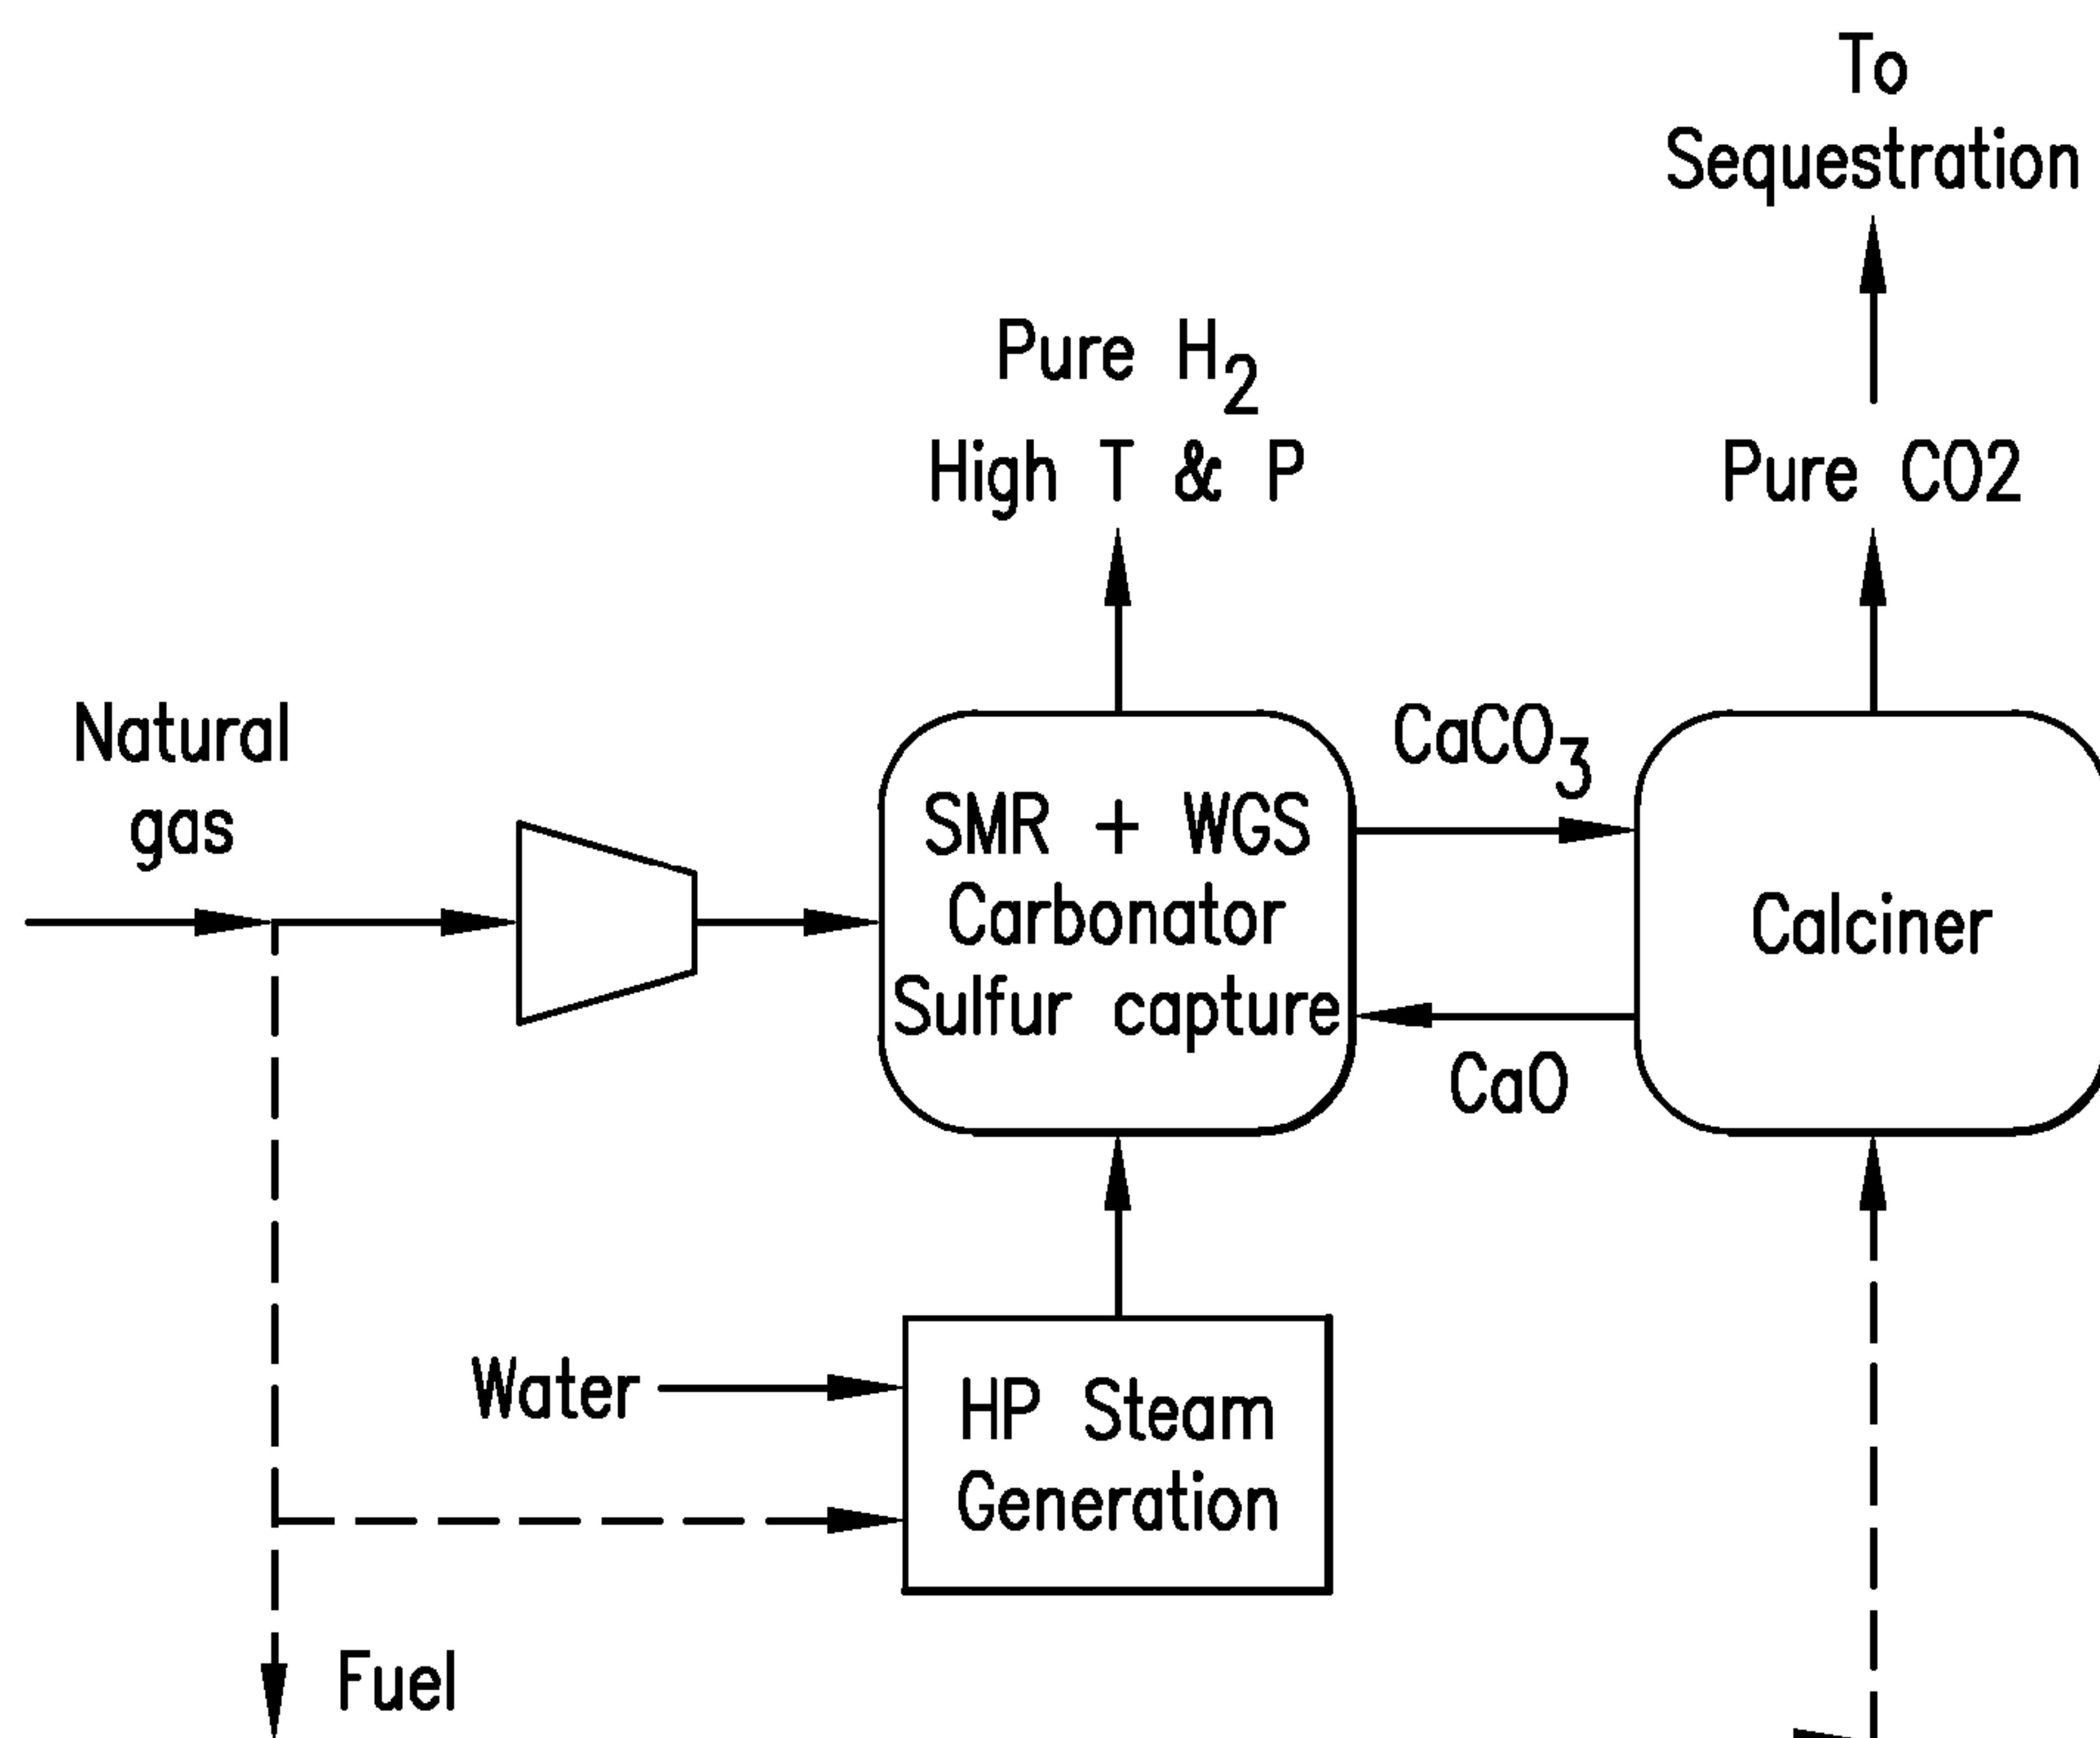 To
Sequestration
Pure H2
High T & P
Pure CO2
Natural
gas
SMR + WGS
Carbonator
Sulfur capture
CaCO3
Calciner
CaO
Water
HP Steam
Generation
Fuel